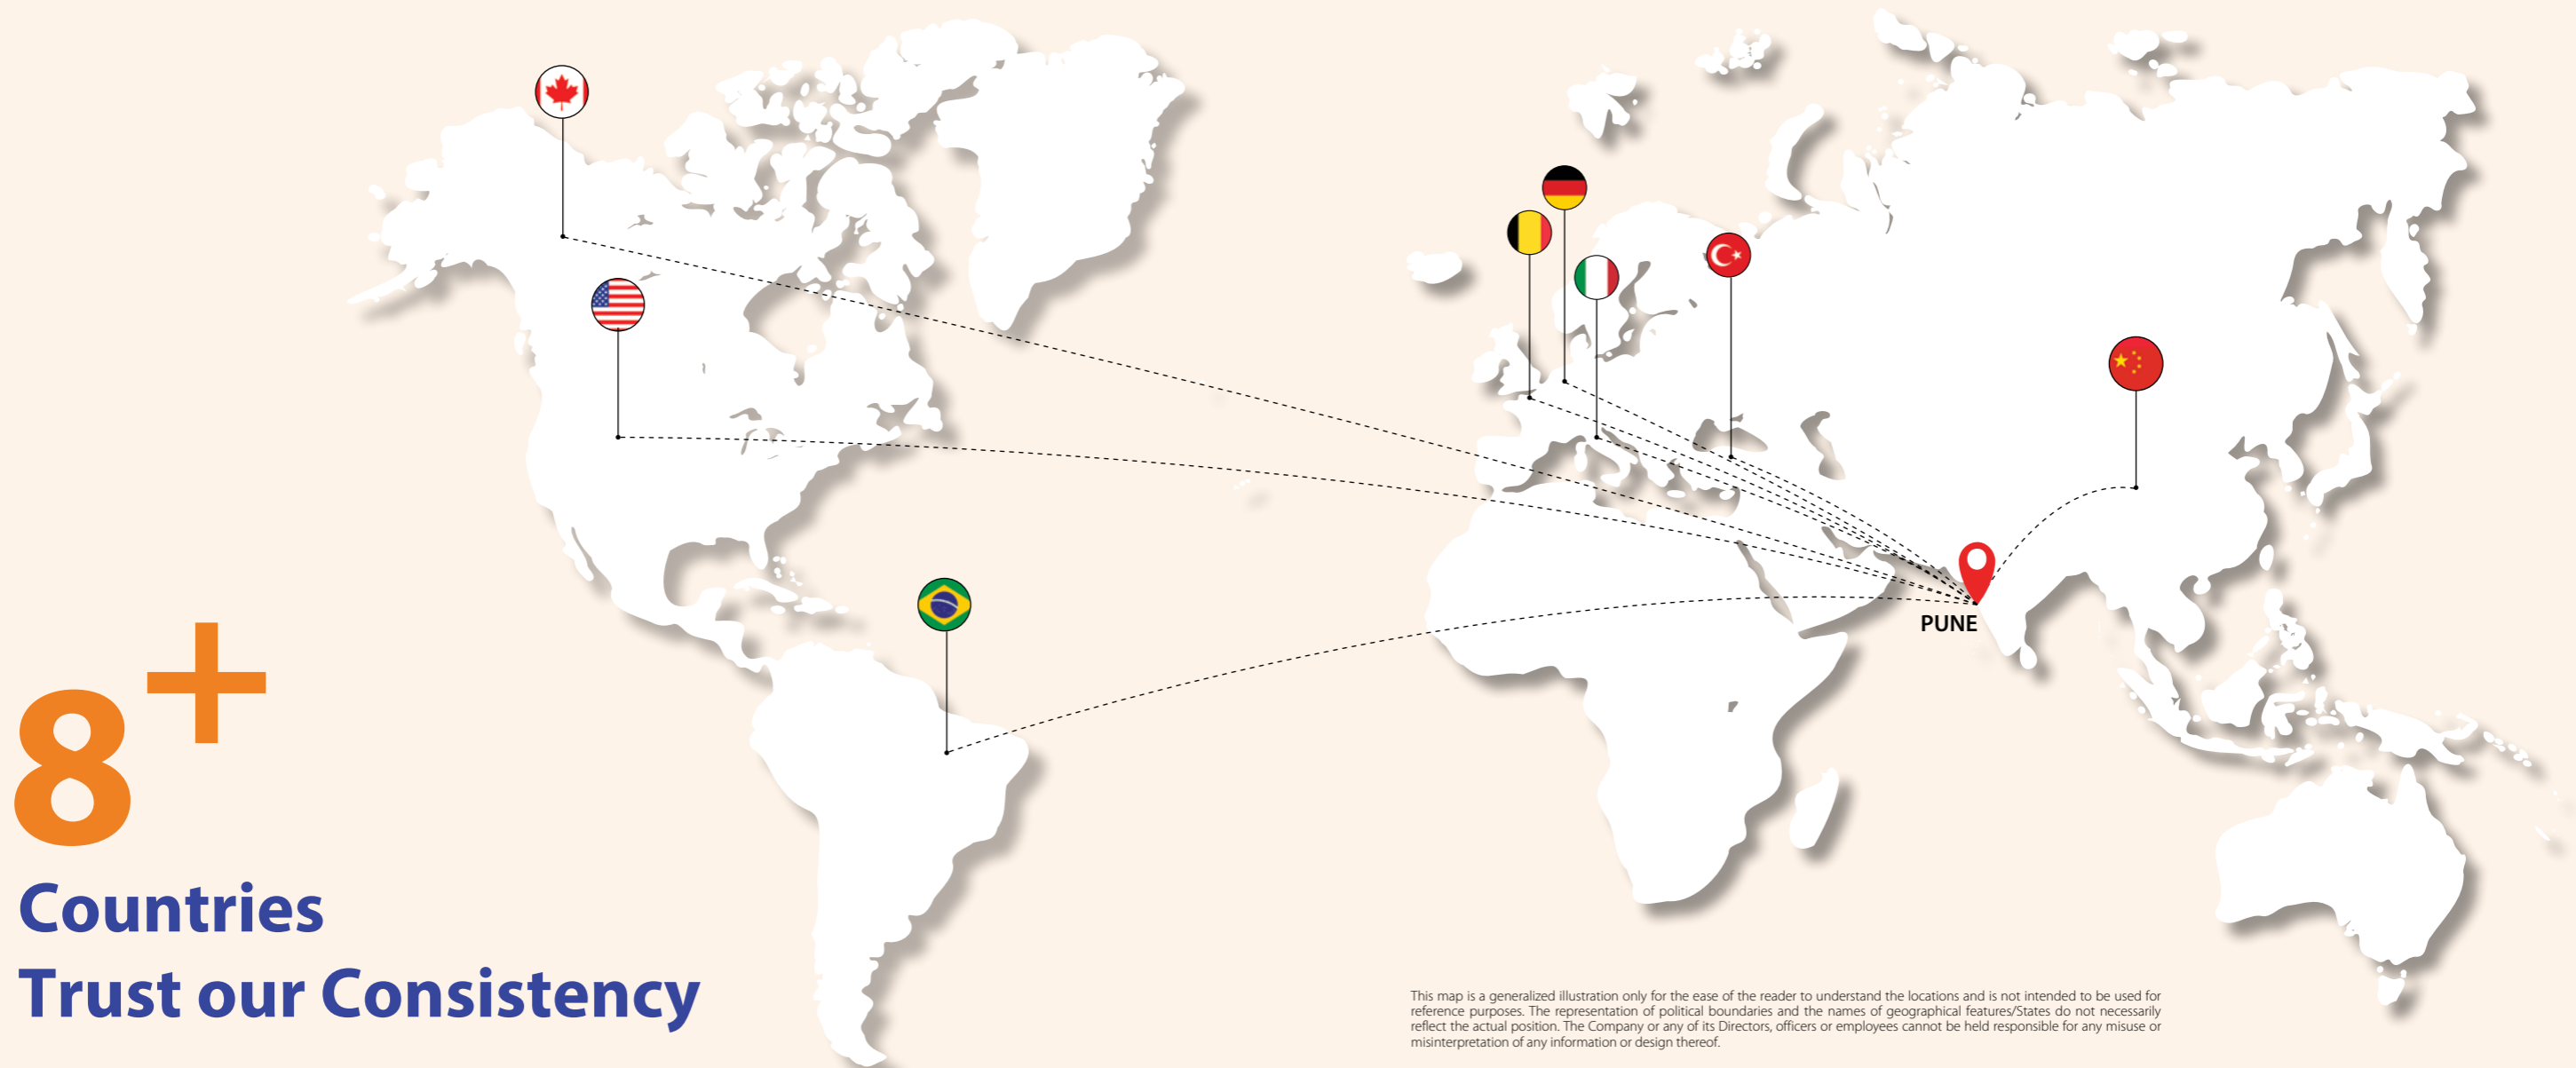 PUNE
8+
Countries
Trust our Consistency
This map is a generalized illustration only for the ease of the reader to understand the locations and is not intended to be used for
reference purposes. The representation of political boundaries and the names of geographical features/States do not necessarily
reflect the actual position. The Company or any of its Directors, officers or employees cannot be held responsible for any misuse or
misinterpretation of any information or design thereof.